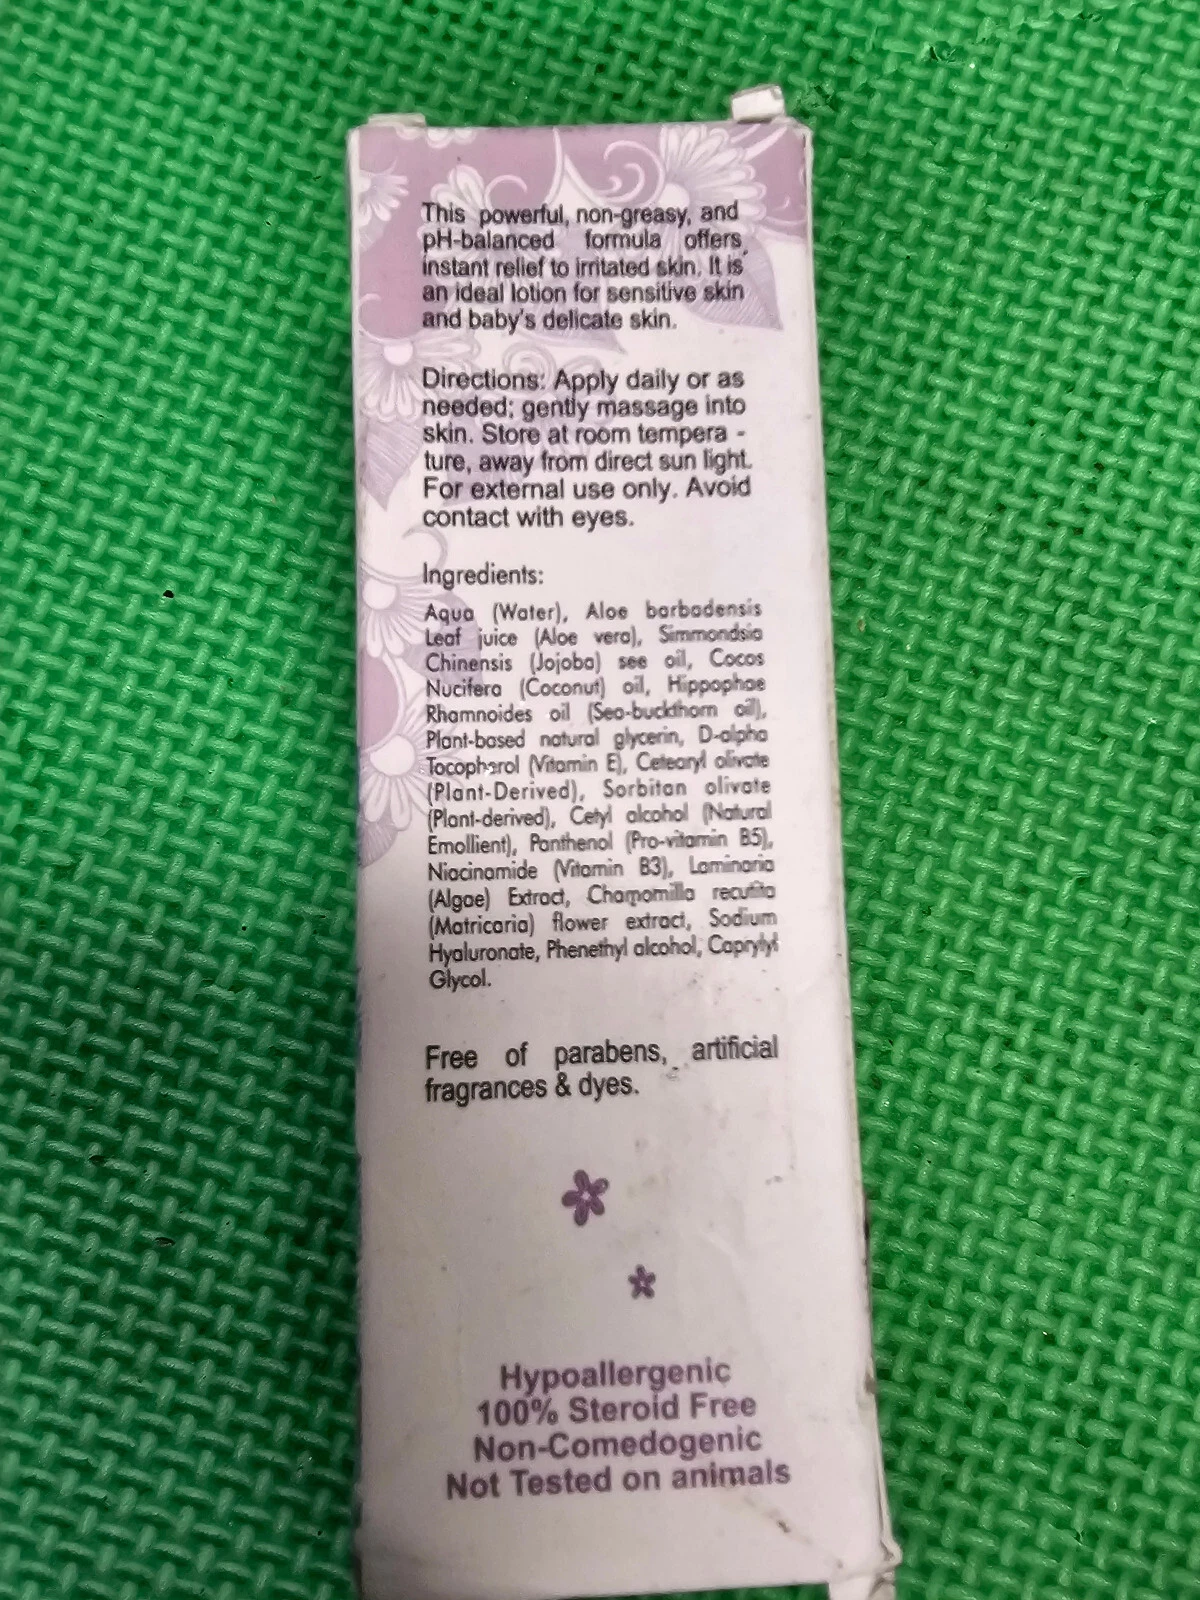 This powerful, non-greasy, and
pH-balanced formula offers
instant relief to irritated skin. It is
an ideal lotion for sensitive skin
and baby's delicate skin.
Directions: Apply daily or as
needed; gently massage into
skin. Store at room tempera -
ture, away from direct sun light.
For external use only. Avoid
contact with eyes.
Ingredients:
Aqua (Water), Aloe barbadensis
Leaf juice (Aloe vera), Simmondsia
Chinensis (Jojoba) see oil, Cocos
Nucifera (Coconut) oil, Hippophae
Rhamnoides oil (Sea-buckthorn oil),
Plant-based natural glycerin, D-alpha
Tocopherol (Vitamin E), Cetearyl olivate
(Plant-Derived), Sorbitan olivate
(Plant-derived), Cetyl alcohol (Natural
Emollient), Panthenol (Pro-vitamin B5),
Niacinamide (Vitamin B3), Laminaria
(Algae) Extract, Chamomilla recutita
(Matricaria) flower extract, Sodium
Hyaluronate, Phenethyl alcohol, Caprylyl
Glycol.
Free of parabens, artificial
fragrances & dyes.
Hypoallergenic
100% Steroid Free
Non-Comedogenic
Not Tested on animals